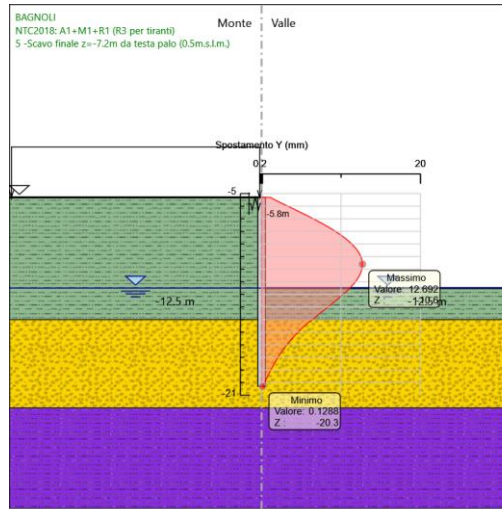 BAGNOLI
NTC2018: A1+M1+R1 (R3 per tiranti)
5 -Scavo finale z=-7.2m da testa palo (0.5m.s.l.m.)
Monte
Valle
Spostamento Y (mm)
0.2
20
-5
-5.8m
Massimo
Valore: 12.692
Z :
-12.5 m
-21
Minimo
Valore: 0.1288
Z : -20.3